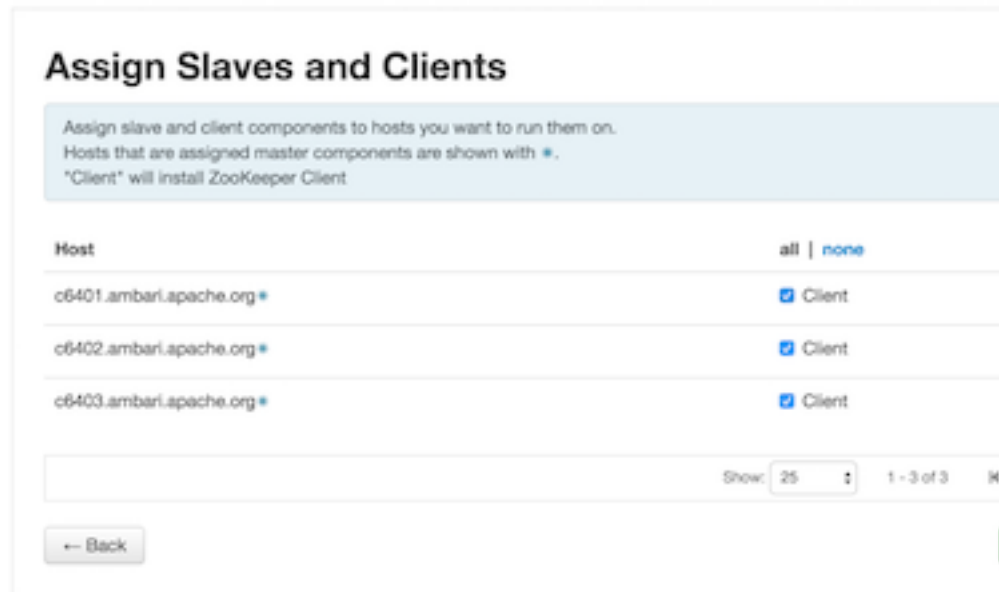 Assign Slaves and Clients
Assign slave and client components to hosts you want to run them on.
Hosts that are assigned master components are shown with *.
"Client" will install ZooKeeper Client
Host all | none
c6401.ambari.apache.org* Client
c6402.ambari.apache.org* Client
c6403.ambari.apache.org* Client
Show: 25 1 - 3 of 3
← Back